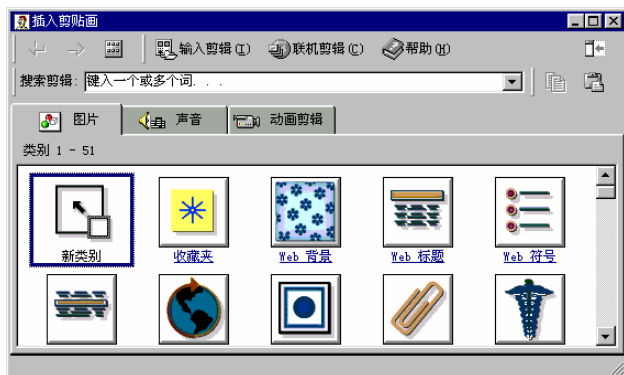 插入剪贴画
输入剪辑(I) 联机剪辑(C) 帮助(H)
搜索剪辑: 键入一个或多个词. . .
图片 声音 动画剪辑
类别 1 - 51
新类别 收藏夹 Web 背景 Web 标题 Web 符号